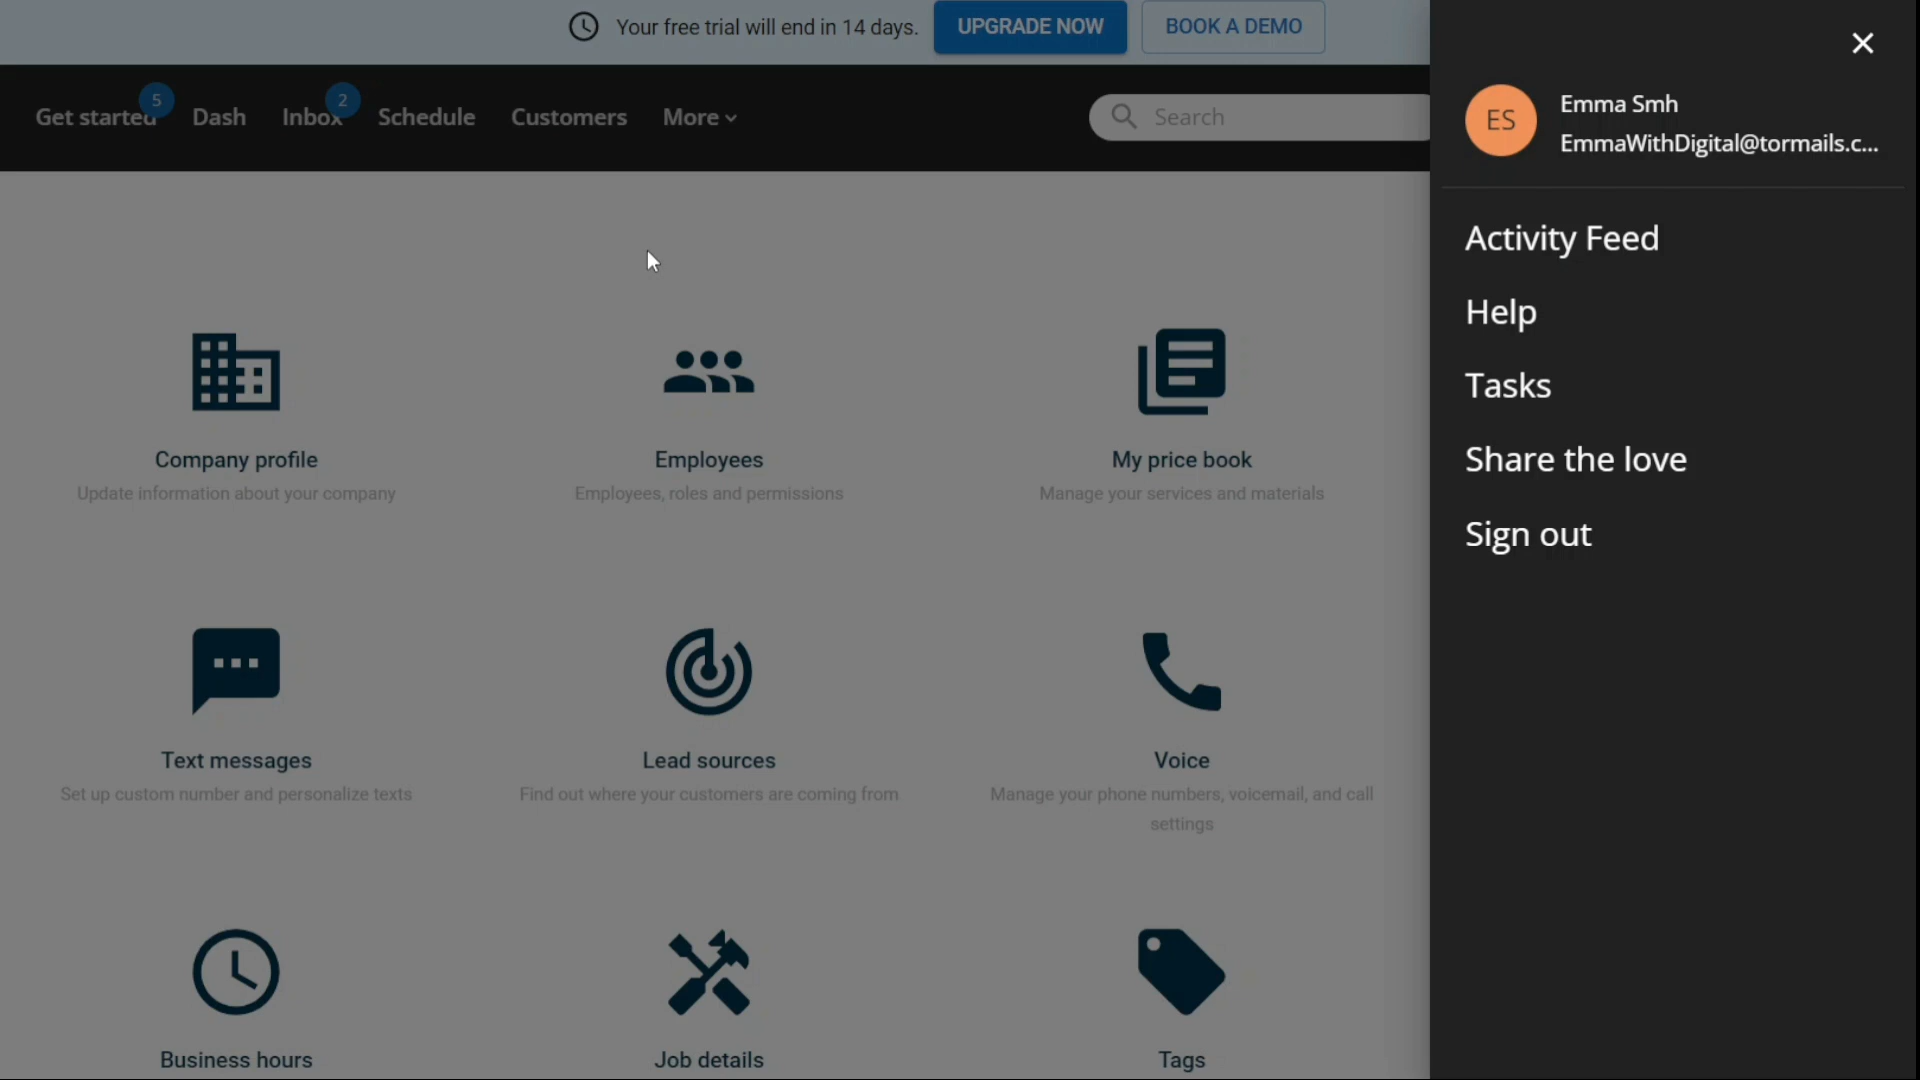 Your free trial will end in 14 days. UPGRADE NOW BOOK A DEMO
Get started 5 Dash Inbox 2 Schedule Customers More Search
Company profile
Update information about your company
Employees
Employees, roles and permissions
My price book
Manage your services and materials
Text messages
Set up custom number and personalize texts
Lead sources
Find out where your customers are coming from
Voice
Manage your phone numbers, voicemail, and call
settings
Business hours
Job details
Tags
ES
Emma Smh
EmmaWithDigital@tormails.c...
Activity Feed
Help
Tasks
Share the love
Sign out